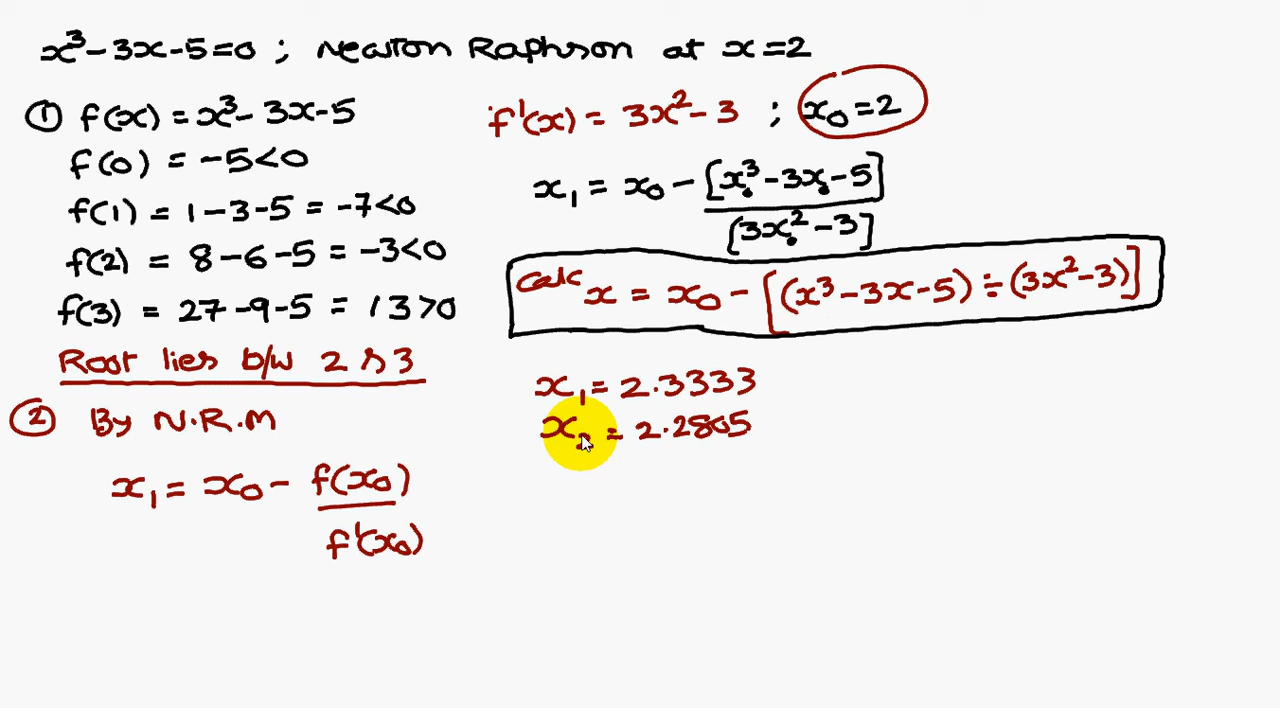 x³-3x-5=0 ; Newton Raphson at x=2
① f(x) = x³-3x-5
f(0) = -5<0
f(1) = 1-3-5 = -7<0
f(2) = 8-6-5 = -3<0
f(3) = 27-9-5 = 13>0
Root lies b/w 2 & 3
② By N.R.M
x₁ = x₀ - f(x₀)
f'(x₀)
f'(x) = 3x²-3 ; x₀=2
x₁ = x₀ - [x₀³-3x₀-5]
[3x₀²-3]
Calc x = x₀ - [(x³-3x-5) ÷ (3x²-3)]
x₁ = 2.3333
x₂ = 2.2805